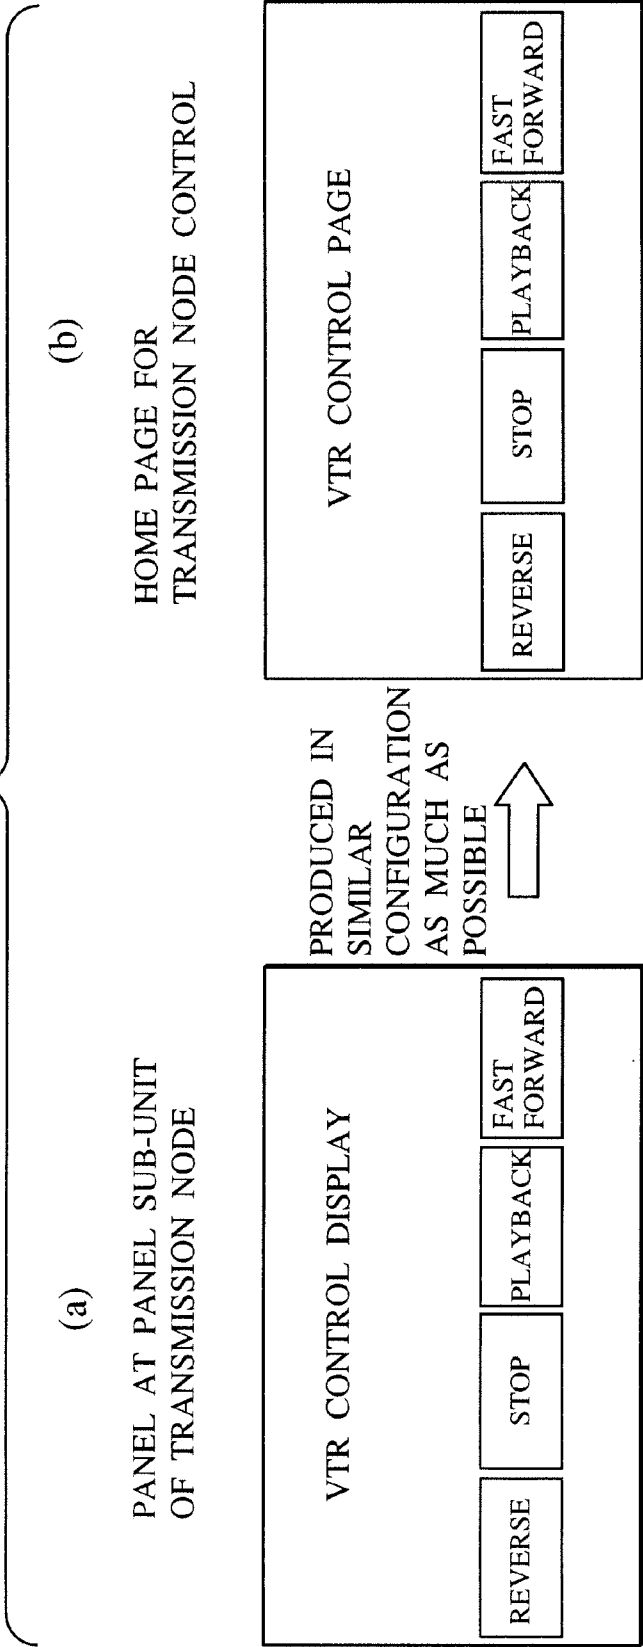 (a)
PANEL AT PANEL SUB-UNIT
OF TRANSMISSION NODE
VTR CONTROL DISPLAY
REVERSE
STOP
PLAYBACK
FAST
FORWARD
PRODUCED IN
SIMILAR
CONFIGURATION
AS MUCH AS
POSSIBLE
(b)
HOME PAGE FOR
TRANSMISSION NODE CONTROL
VTR CONTROL PAGE
REVERSE
STOP
PLAYBACK
FAST
FORWARD